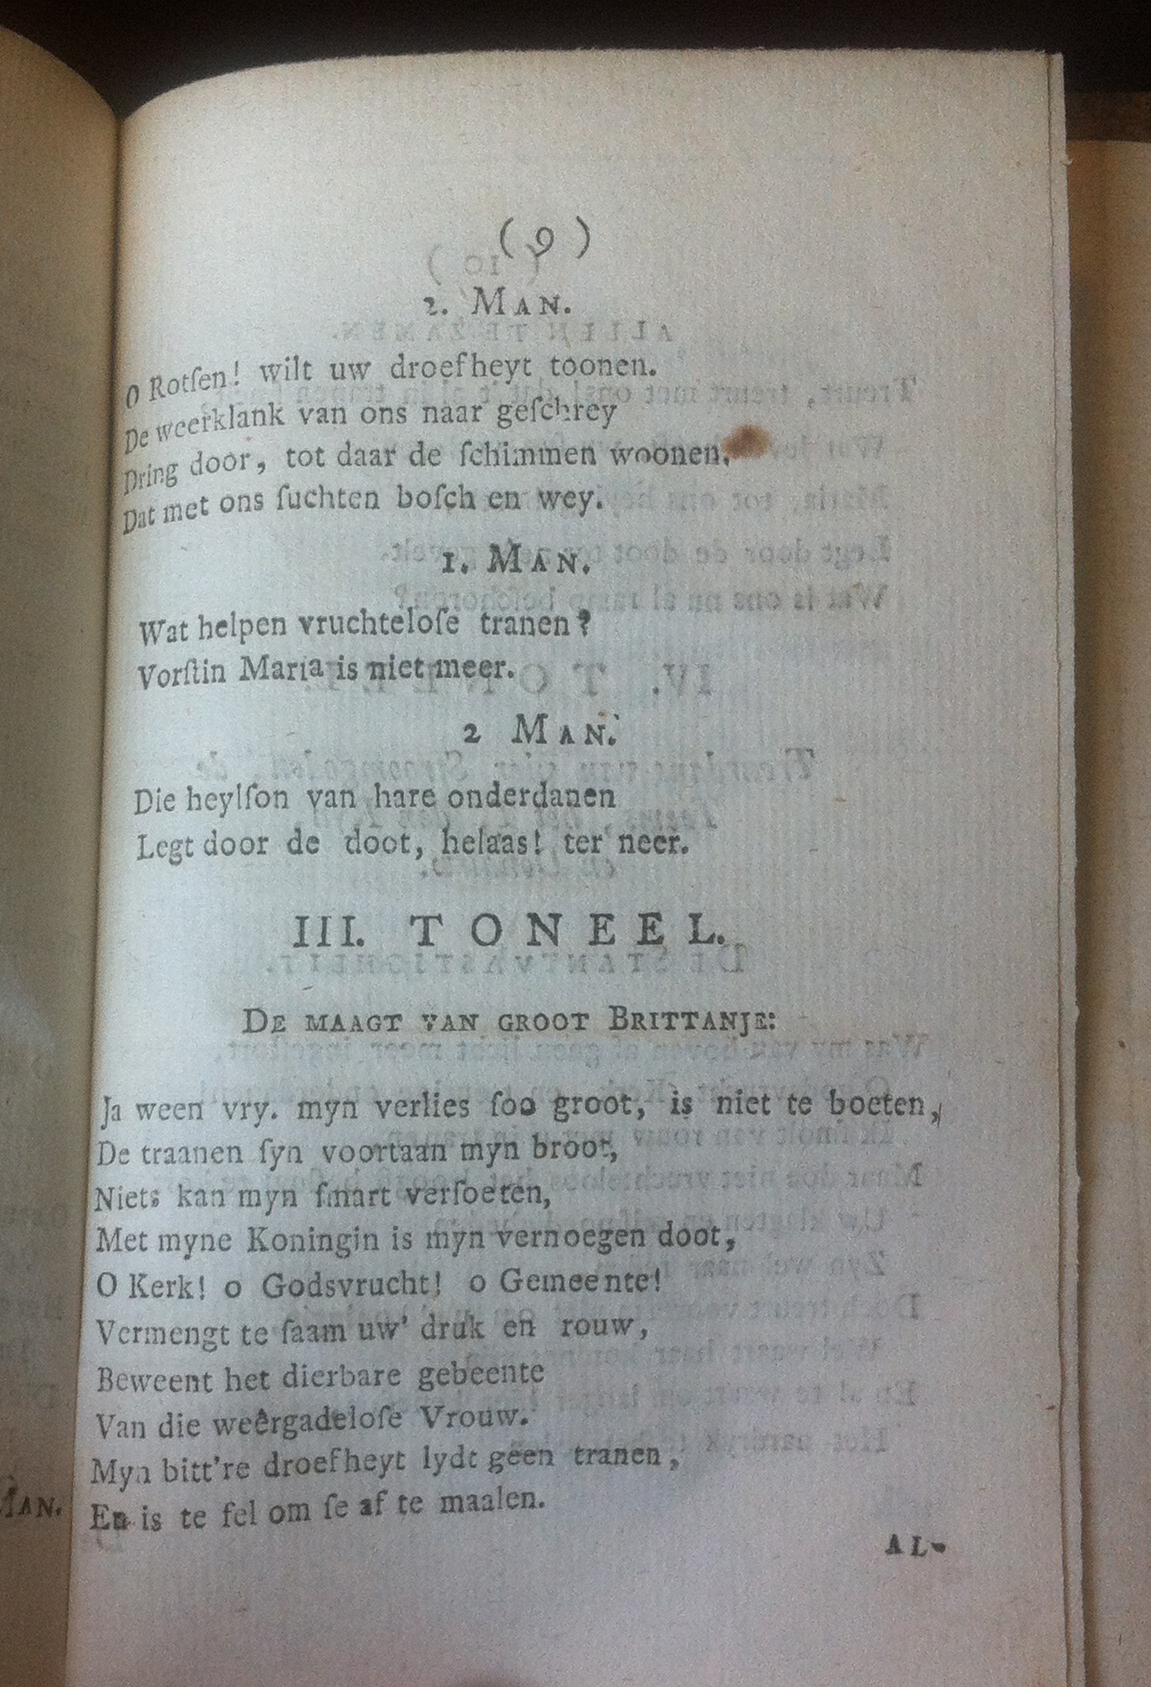 ( 9 )
2. MAN.
O Rotſen! wilt uw droefheyt toonen.
De weerklank van ons naar geſchrey
Dring door, tot daar de ſchimmen woonen,
Dat met ons ſuchten boſch en wey.
1. MAN.
Wat helpen vruchteloſe tranen?
Vorſtin Maria is niet meer.
2 MAN.
Die heylſon van hare onderdanen
Legt door de doot, helaas! ter neer.
III. TONEEL.
DE MAAGT VAN GROOT BRITTANJE:
Ja ween vry. myn verlies ſoo groot, is niet te boeten,
De traanen ſyn voortaan myn broot,
Niets kan myn ſmart verſoeten,
Met myne Koningin is myn vernoegen doot,
O Kerk! o Godsvrucht! o Gemeente!
Vermengt te ſaam uw' druk en rouw,
Beweent het dierbare gebeente
Van die weêrgadeloſe Vrouw.
Myn bitt're droefheyt lydt geen tranen,
En is te fel om ſe af te maalen.
AL-
MAN.